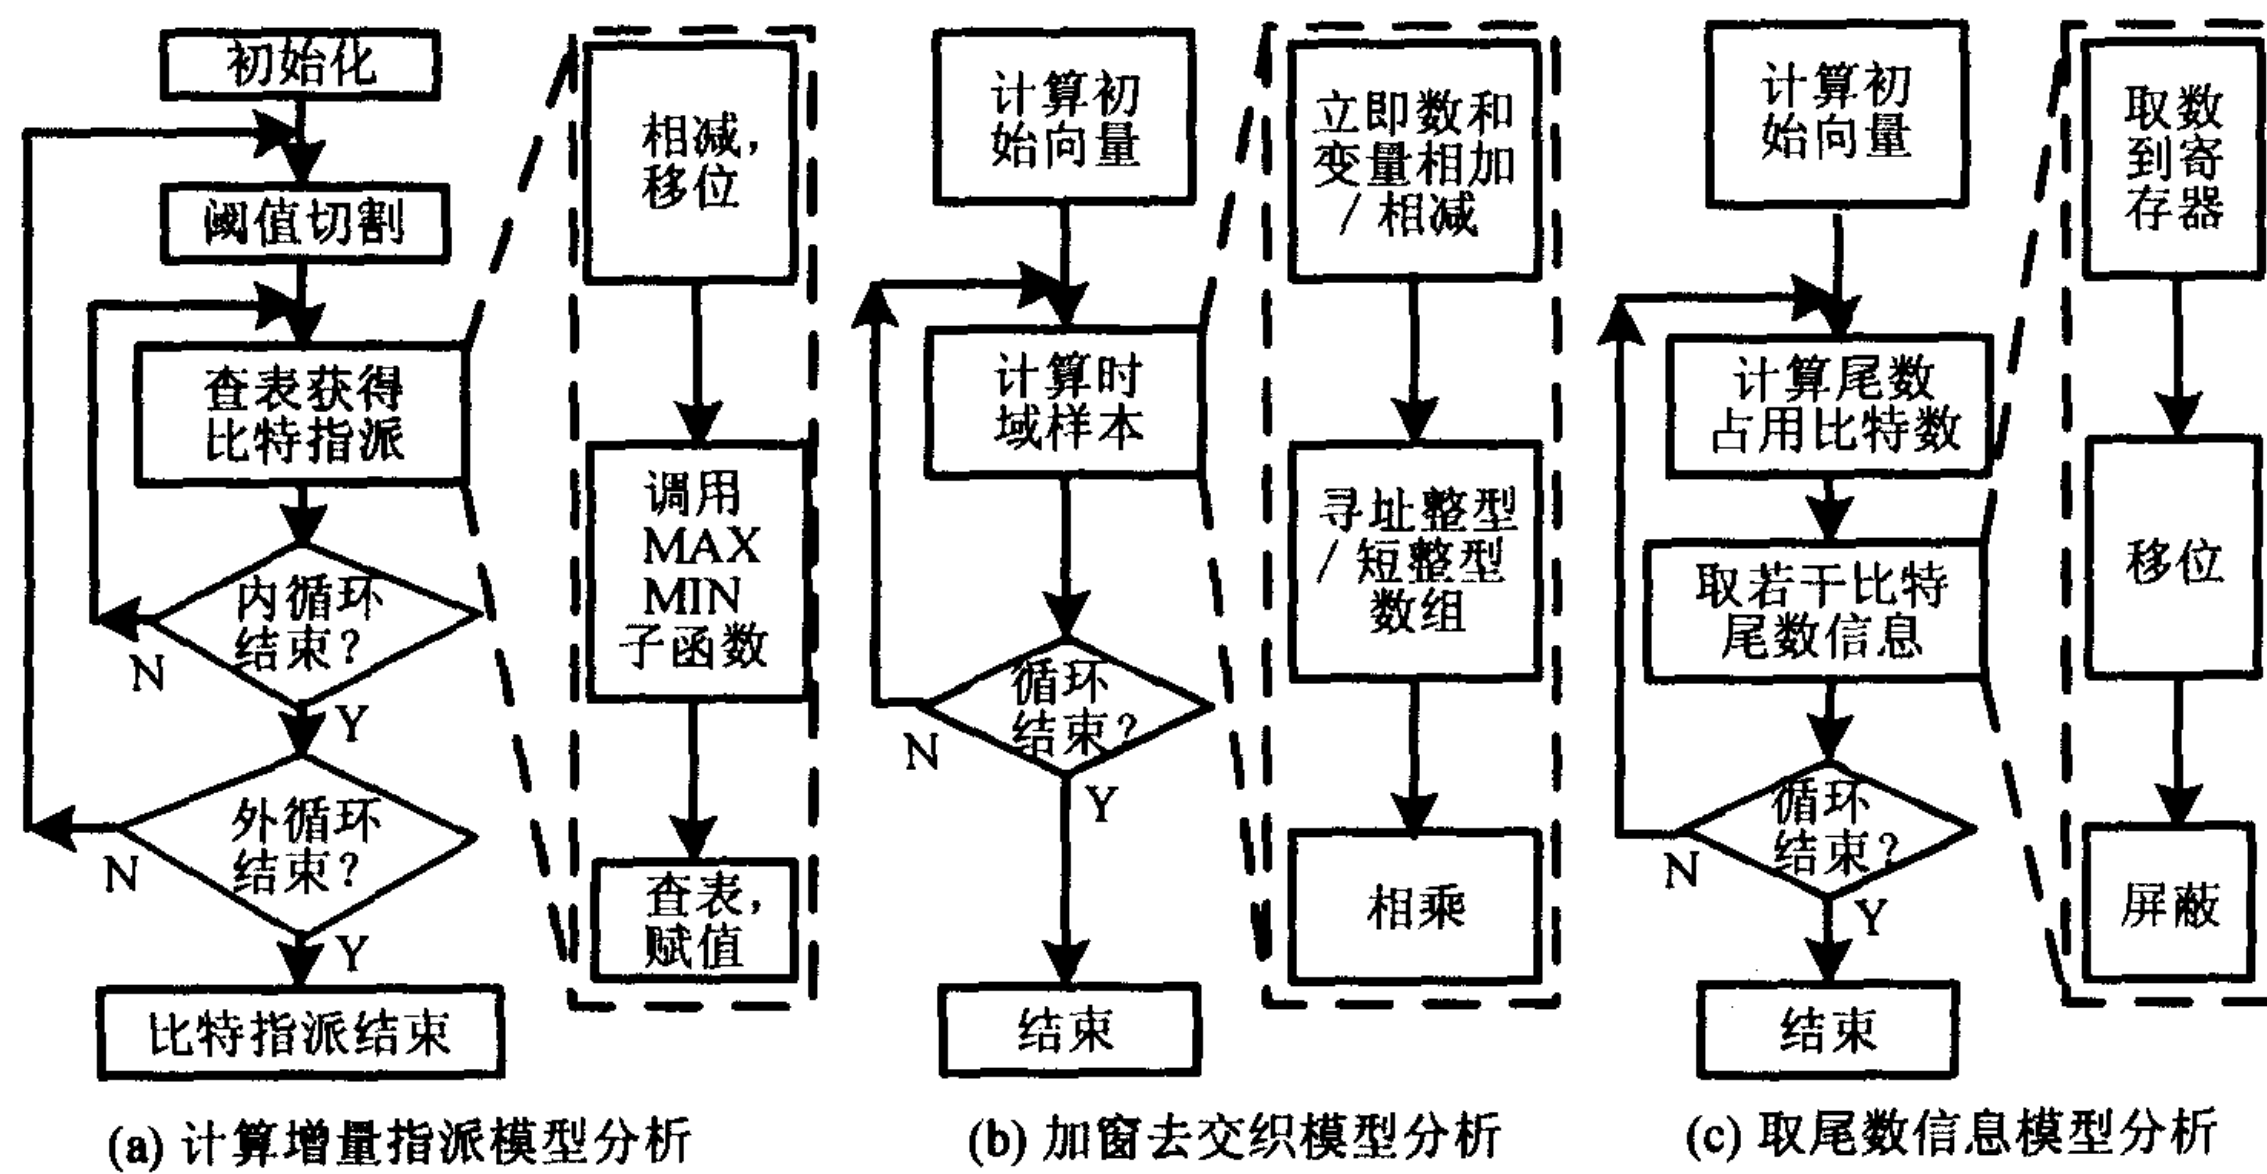 初始化
阈值切割
查表获得
比特指派
内循环
结束?
N
Y
外循环
结束?
N
Y
比特指派结束
相减,
移位
调用
MAX
MIN
子函数
查表,
赋值
(a) 计算增量指派模型分析
计算初
始向量
计算时
域样本
循环
结束?
N
Y
结束
立即数和
变量相加
/ 相减
寻址整型
/ 短整型
数组
相乘
(b) 加窗去交织模型分析
计算初
始向量
计算尾数
占用比特数
取若干比特
尾数信息
循环
结束?
N
Y
结束
取数
到寄
存器
移位
屏蔽
(c) 取尾数信息模型分析